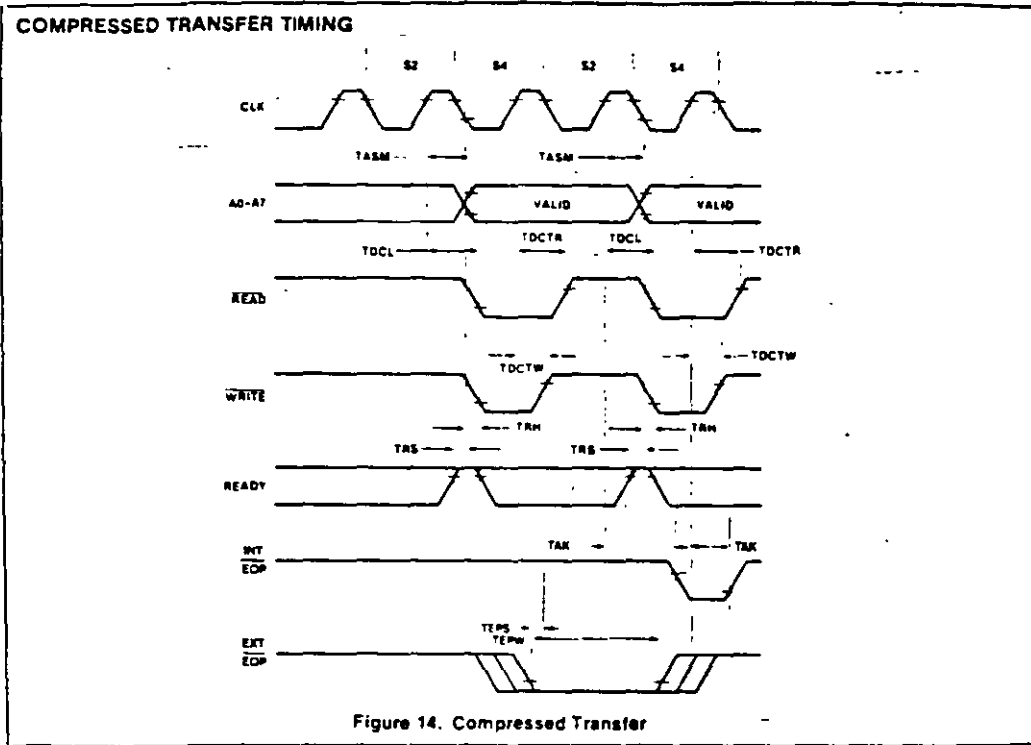 COMPRESSED TRANSFER TIMING
S2 S4 S2 S4
CLK
TASM TASM
A0-A7 VALID VALID
TDCL TDCTR TDCL TDCTR
READ
TDCTW TDCTW
WRITE
TRH TRH
TRS TRS
READY
TAK TAK
INT
EOP
TEPS
TEPW
EXT
EOP
Figure 14. Compressed Transfer